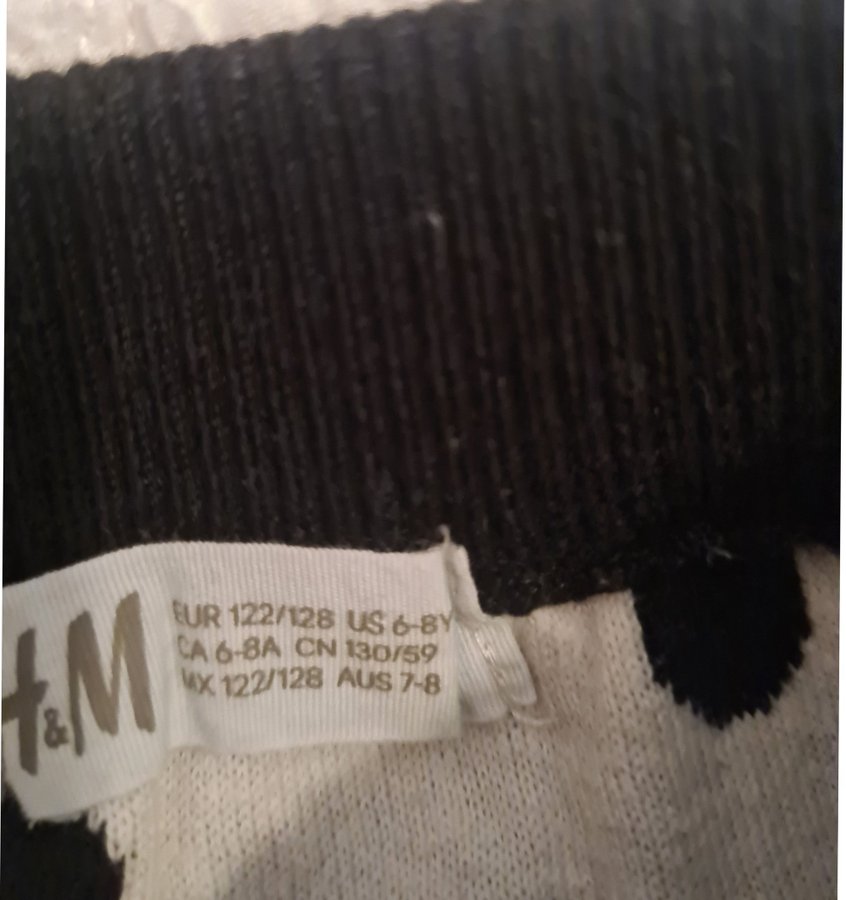 H&M
EUR 122/128 US 6-8Y
CA 6-8A CN 130/59
MX 122/128 AUS 7-8